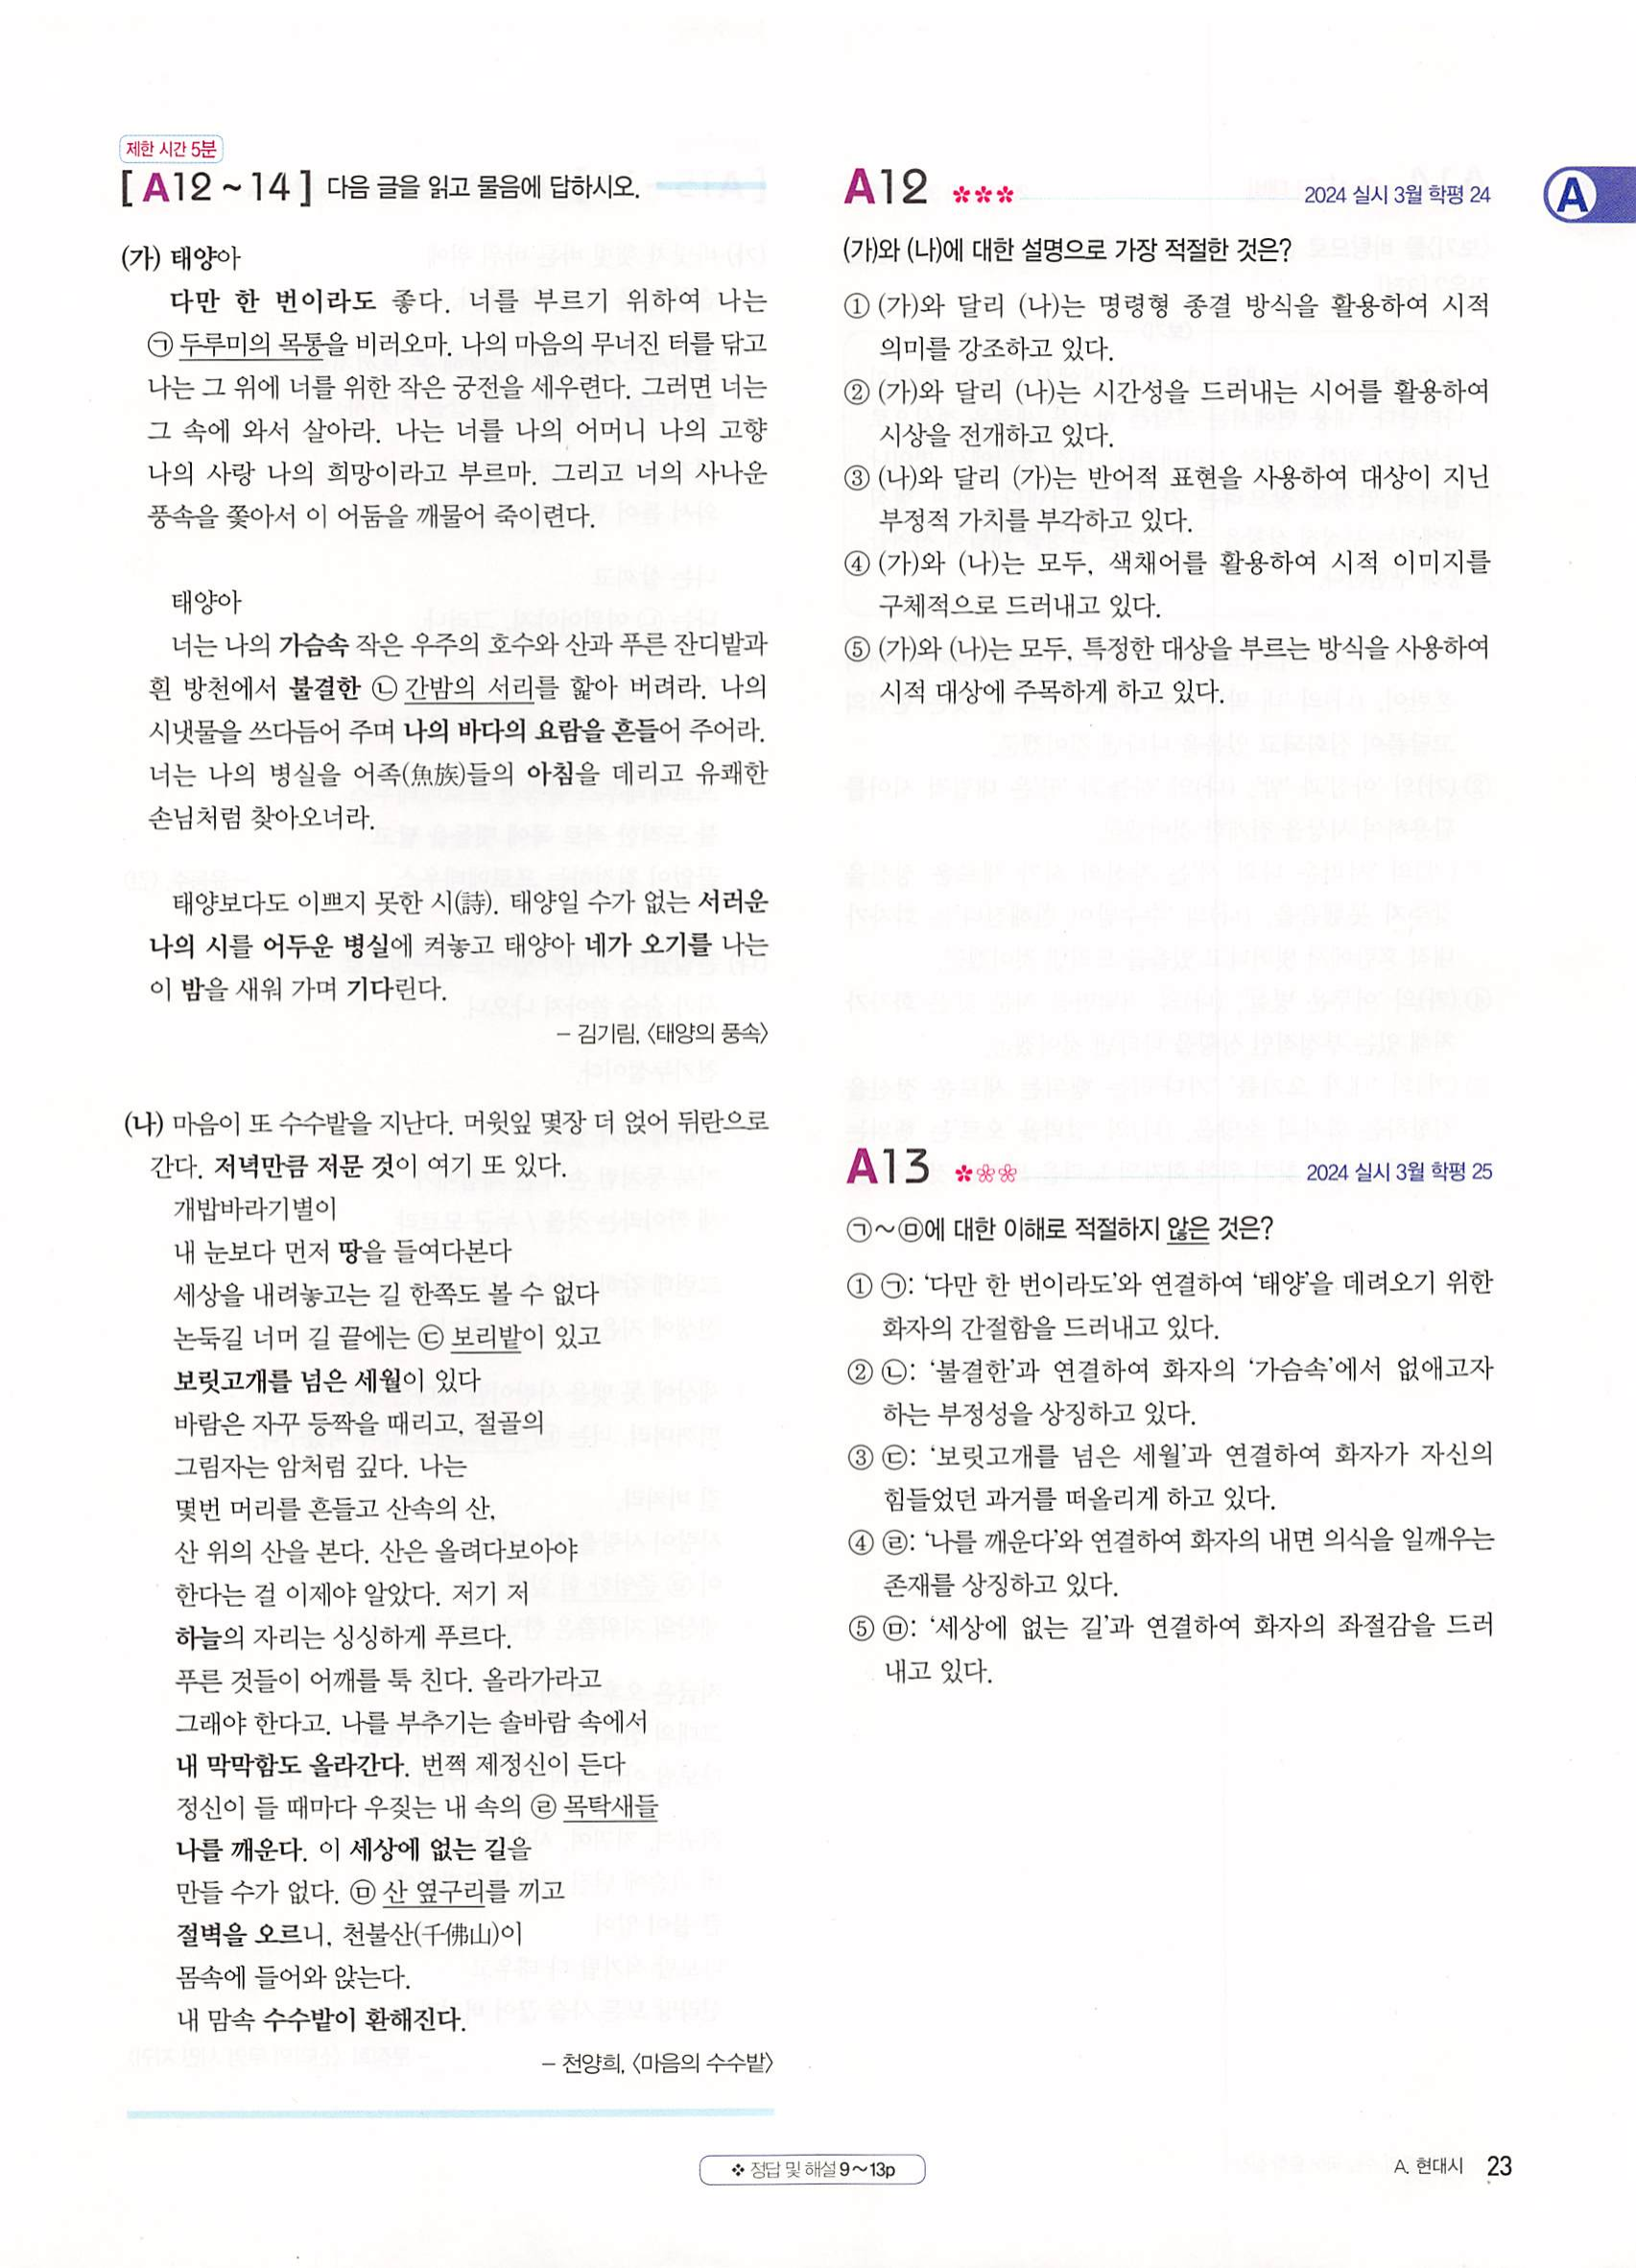 제한 시간 5분
[ A12 ~ 14 ] 다음 글을 읽고 물음에 답하시오.
(가) 태양아
다만 한 번이라도 좋다. 너를 부르기 위하여 나는
㉠ 두루미의 목통을 비러오마. 나의 마음의 무너진 터를 닦고
나는 그 위에 너를 위한 작은 궁전을 세우련다. 그러면 너는
그 속에 와서 살아라. 나는 너를 나의 어머니 나의 고향
나의 사랑 나의 희망이라고 부르마. 그리고 너의 사나운
풍속을 쫓아서 이 어둠을 깨물어 죽이련다.
태양아
너는 나의 가슴속 작은 우주의 호수와 산과 푸른 잔디밭과
흰 방천에서 불결한 ㉡ 간밤의 서리를 핥아 버려라. 나의
시냇물을 쓰다듬어 주며 나의 바다의 요람을 흔들어 주어라.
너는 나의 병실을 어족(魚族)들의 아침을 데리고 유쾌한
손님처럼 찾아오너라.
태양보다도 이쁘지 못한 시(詩). 태양일 수가 없는 서러운
나의 시를 어두운 병실에 켜놓고 태양아 네가 오기를 나는
이 밤을 새워 가며 기다린다.
– 김기림, 〈태양의 풍속〉
(나) 마음이 또 수수밭을 지난다. 머윗잎 몇장 더 얹어 뒤란으로
간다. 저녁만큼 저문 것이 여기 또 있다.
개밥바라기별이
내 눈보다 먼저 땅을 들여다본다
세상을 내려놓고는 길 한쪽도 볼 수 없다
논둑길 너머 길 끝에는 ㉢ 보리밭이 있고
보릿고개를 넘은 세월이 있다
바람은 자꾸 등짝을 때리고, 절골의
그림자는 암처럼 깊다. 나는
몇번 머리를 흔들고 산속의 산,
산 위의 산을 본다. 산은 올려다보아야
한다는 걸 이제야 알았다. 저기 저
하늘의 자리는 싱싱하게 푸르다.
푸른 것들이 어깨를 툭 친다. 올라가라고
그래야 한다고. 나를 부추기는 솔바람 속에서
내 막막함도 올라간다. 번쩍 제정신이 든다
정신이 들 때마다 우짖는 내 속의 ㉣ 목탁새들
나를 깨운다. 이 세상에 없는 길을
만들 수가 없다. ㉤ 산 옆구리를 끼고
절벽을 오르니, 천불산(千佛山)이
몸속에 들어와 앉는다.
내 맘속 수수밭이 환해진다.
– 천양희, 〈마음의 수수밭〉
A12 2024 실시 3월 학평 24
(가)와 (나)에 대한 설명으로 가장 적절한 것은?
① (가)와 달리 (나)는 명령형 종결 방식을 활용하여 시적
의미를 강조하고 있다.
② (가)와 달리 (나)는 시간성을 드러내는 시어를 활용하여
시상을 전개하고 있다.
③ (나)와 달리 (가)는 반어적 표현을 사용하여 대상이 지닌
부정적 가치를 부각하고 있다.
④ (가)와 (나)는 모두, 색채어를 활용하여 시적 이미지를
구체적으로 드러내고 있다.
⑤ (가)와 (나)는 모두, 특정한 대상을 부르는 방식을 사용하여
시적 대상에 주목하게 하고 있다.
A13 2024 실시 3월 학평 25
㉠~㉤에 대한 이해로 적절하지 않은 것은?
① ㉠: ‘다만 한 번이라도’와 연결하여 ‘태양’을 데려오기 위한
화자의 간절함을 드러내고 있다.
② ㉡: ‘불결한’과 연결하여 화자의 ‘가슴속’에서 없애고자
하는 부정성을 상징하고 있다.
③ ㉢: ‘보릿고개를 넘은 세월’과 연결하여 화자가 자신의
힘들었던 과거를 떠올리게 하고 있다.
④ ㉣: ‘나를 깨운다’와 연결하여 화자의 내면 의식을 일깨우는
존재를 상징하고 있다.
⑤ ㉤: ‘세상에 없는 길’과 연결하여 화자의 좌절감을 드러
내고 있다.
A
❖ 정답 및 해설 9~13p
A. 현대시 23